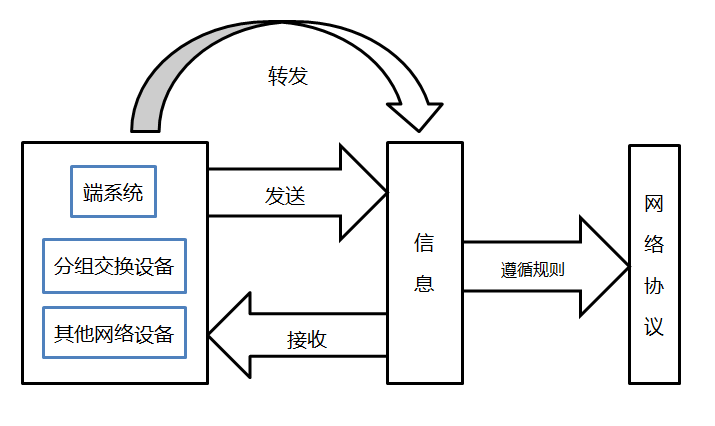 转发
端系统
分组交换设备
其他网络设备
发送
接收
信息
遵循规则
网络协议